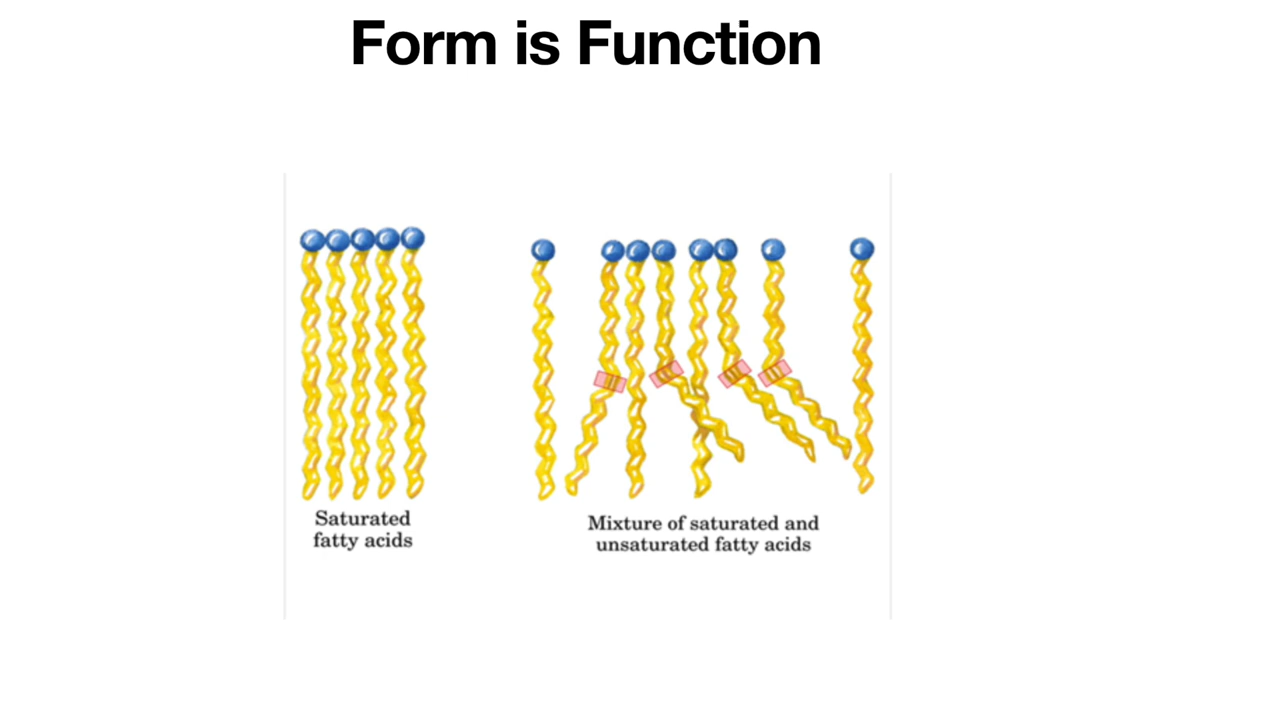 Form is Function
Saturated
fatty acids
Mixture of saturated and
unsaturated fatty acids